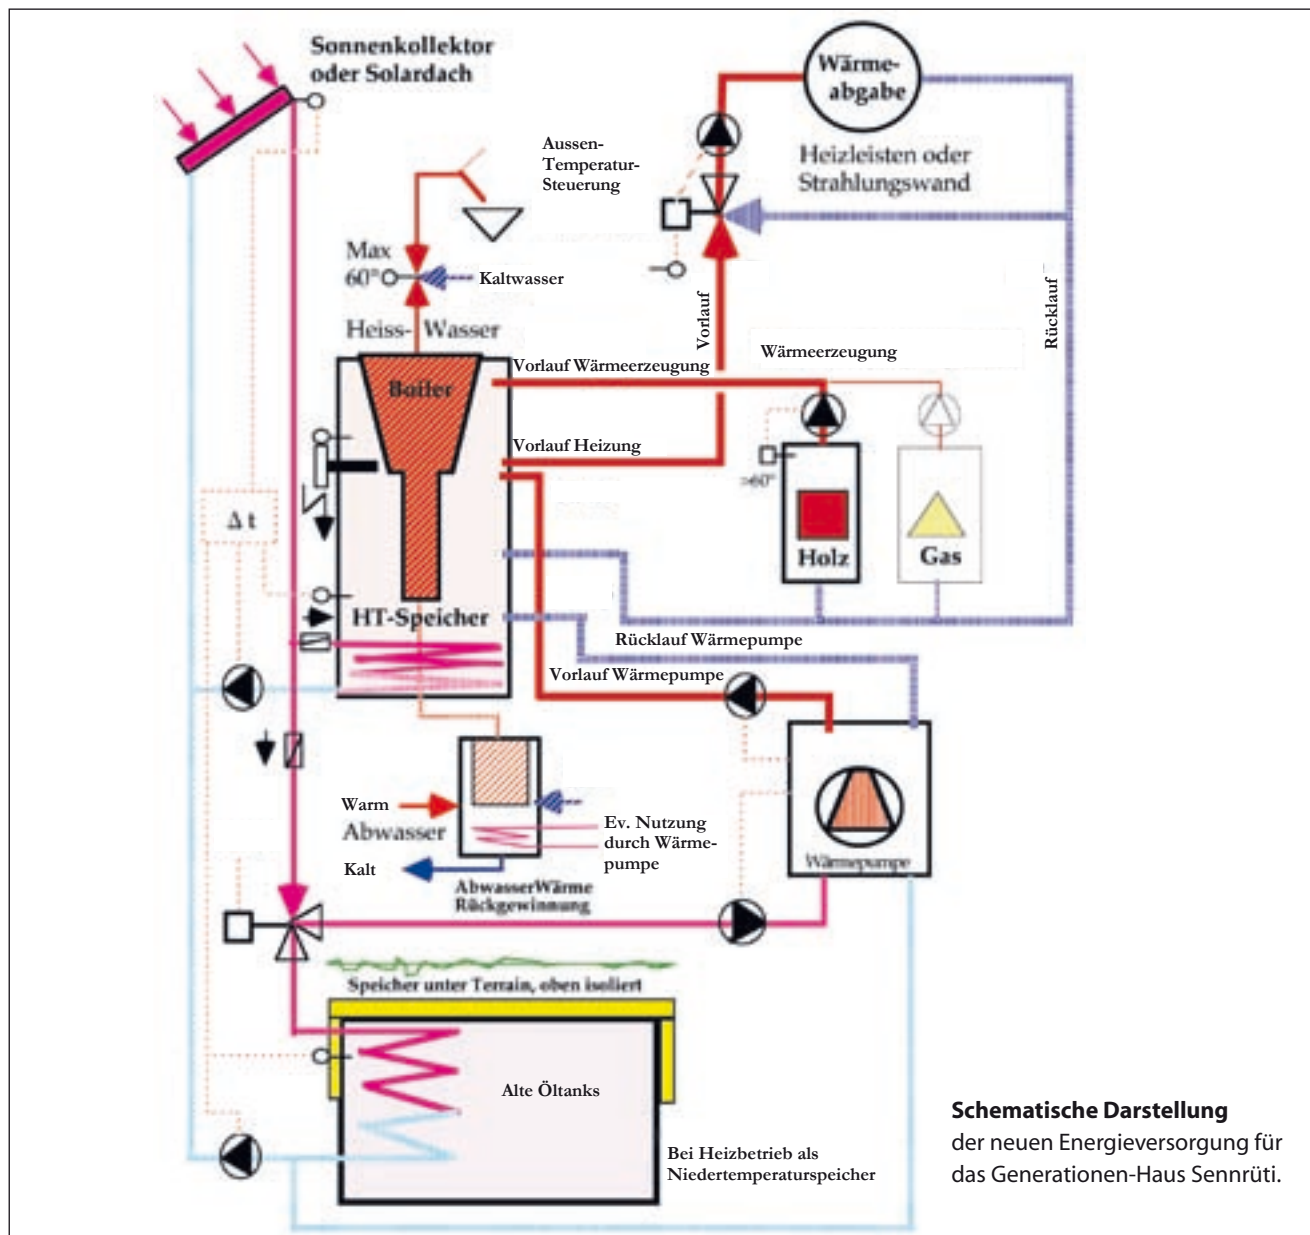 Sonnenkollektor
oder Solardach
Wärme-
abgabe
Heizleisten oder
Strahlungswand
Aussen-
Temperatur-
Steuerung
Max
60°
Kaltwasser
Heiss- Wasser
Vorlauf
Rücklauf
Wärmeerzeugung
Vorlauf Wärmeerzeugung
Boiler
Vorlauf Heizung
>60°
Holz
Gas
Δ t
HT-Speicher
Rücklauf Wärmepumpe
Vorlauf Wärmepumpe
Wärmepumpe
Warm
Abwasser
Kalt
Ev. Nutzung
durch Wärme-
pumpe
AbwasserWärme
Rückgewinnung
Speicher unter Terrain, oben isoliert
Alte Öltanks
Bei Heizbetrieb als
Niedertemperaturspeicher
Schematische Darstellung
der neuen Energieversorgung für
das Generationen-Haus Sennrüti.